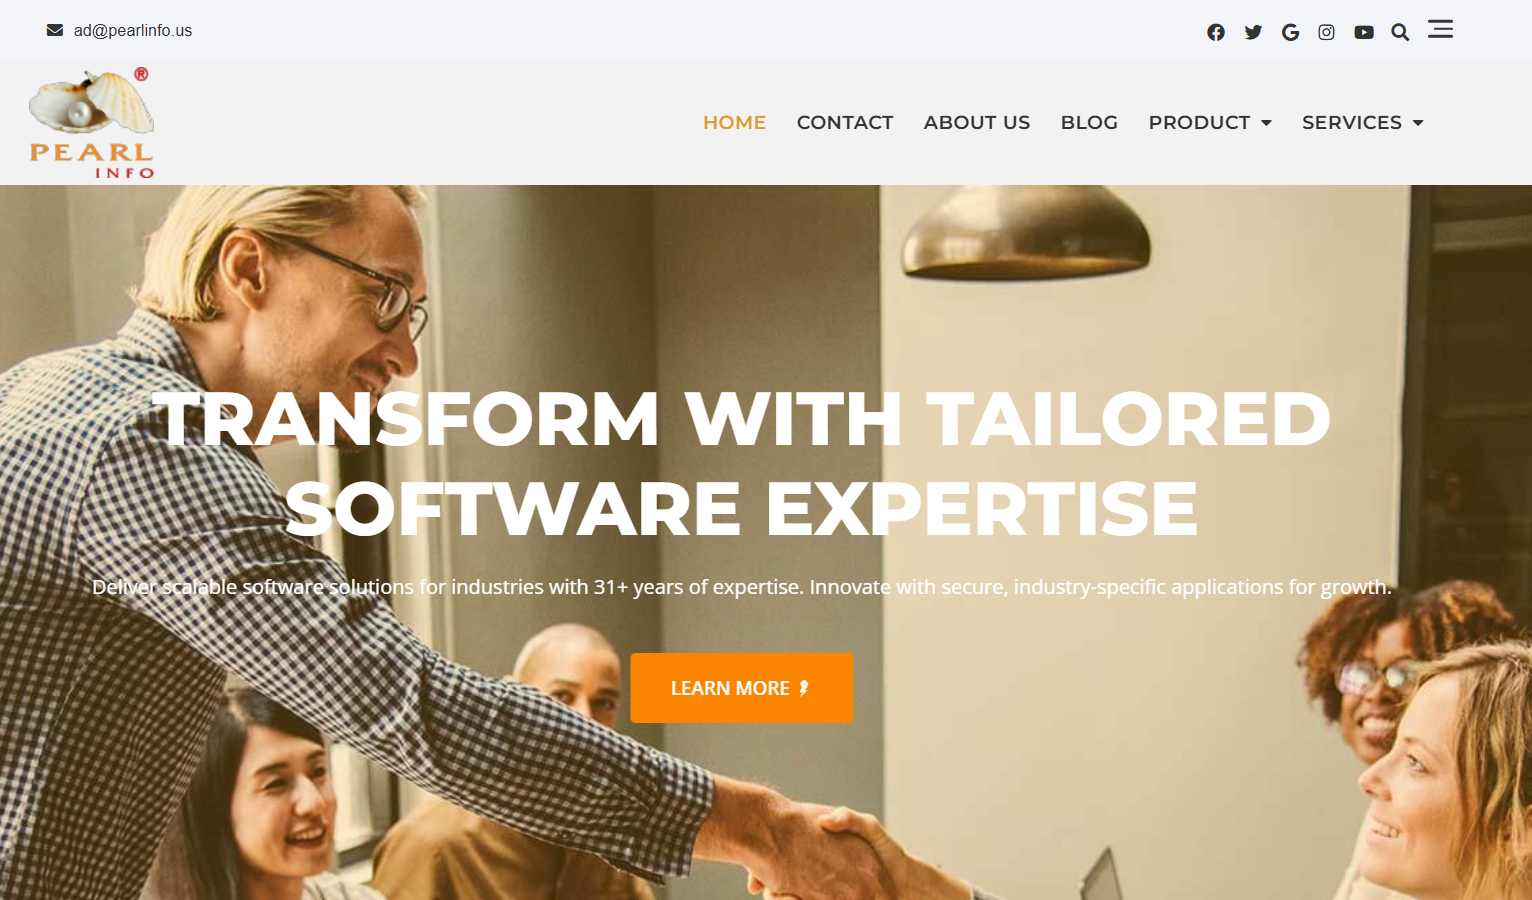 ad@pearlinfo.us
®
PEARL
INFO
HOME CONTACT ABOUT US BLOG PRODUCT SERVICES
TRANSFORM WITH TAILORED
SOFTWARE EXPERTISE
Deliver scalable software solutions for industries with 31+ years of expertise. Innovate with secure, industry-specific applications for growth.
LEARN MORE